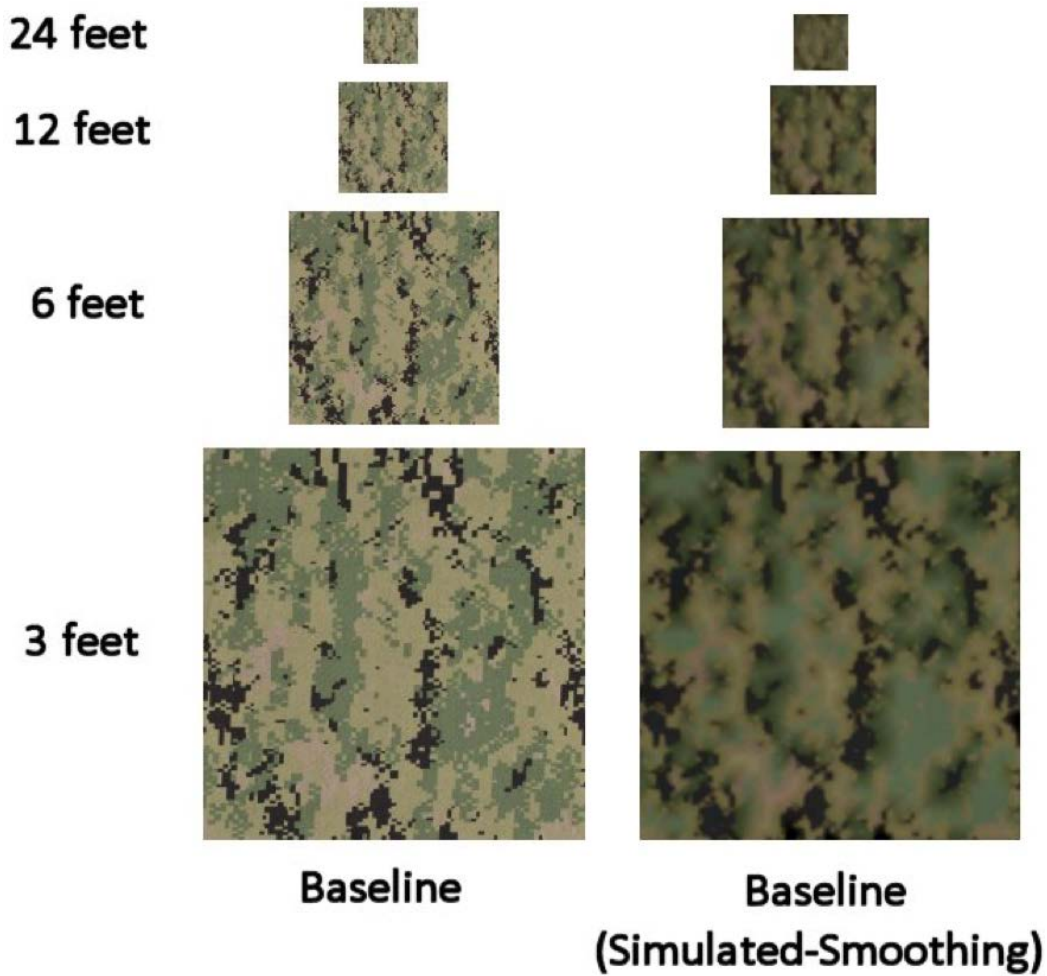 24 feet
12 feet
6 feet
3 feet
Baseline
Baseline
(Simulated-Smoothing)